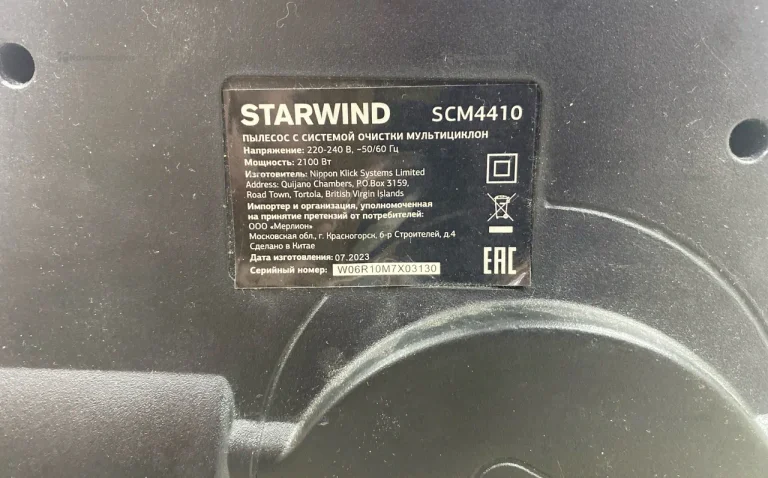 STARWIND SCM4410
ПЫЛЕСОС С СИСТЕМОЙ ОЧИСТКИ МУЛЬТИЦИКЛОН
Напряжение: 220-240 В, ~50/60 Гц
Мощность: 2100 Вт
Изготовитель: Nippon Klick Systems Limited
Address: Quijano Chambers, P.O.Box 3159,
Road Town, Tortola, British Virgin Islands
Импортер и организация, уполномоченная
на принятие претензий от потребителей:
ООО «Мерлион»
Московская обл., г. Красногорск, б-р Строителей, д.4
Сделано в Китае
Дата изготовления: 07.2023
Серийный номер: W06R10M7X03130
EAC